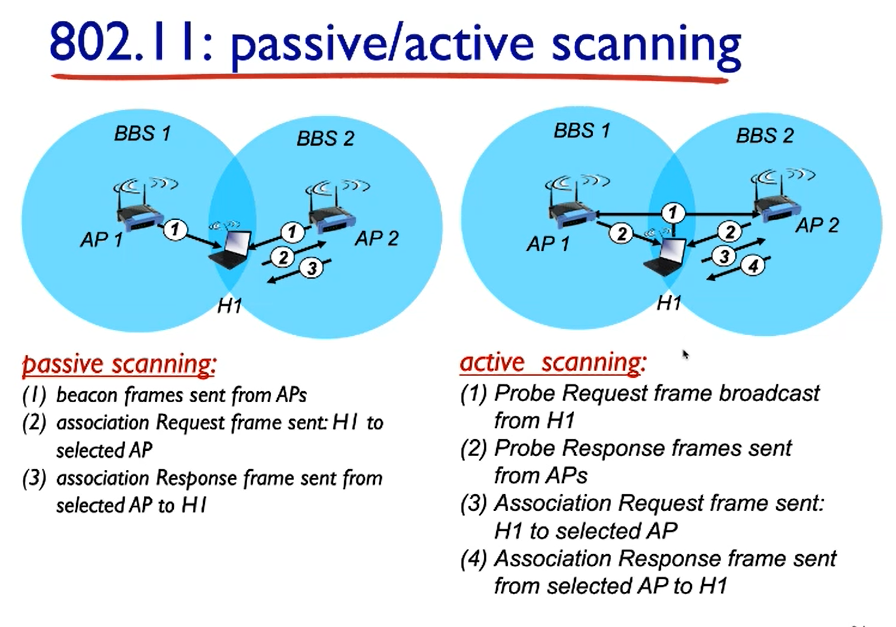 802.11: passive/active scanning
BBS 1
BBS 2
AP 1
1
1
2
3
AP 2
H1
BBS 1
BBS 2
AP 1
1
2
2
3
4
AP 2
H1
passive scanning:
(1) beacon frames sent from APs
(2) association Request frame sent: H1 to
selected AP
(3) association Response frame sent from
selected AP to H1
active scanning:
(1) Probe Request frame broadcast
from H1
(2) Probe Response frames sent
from APs
(3) Association Request frame sent:
H1 to selected AP
(4) Association Response frame sent
from selected AP to H1